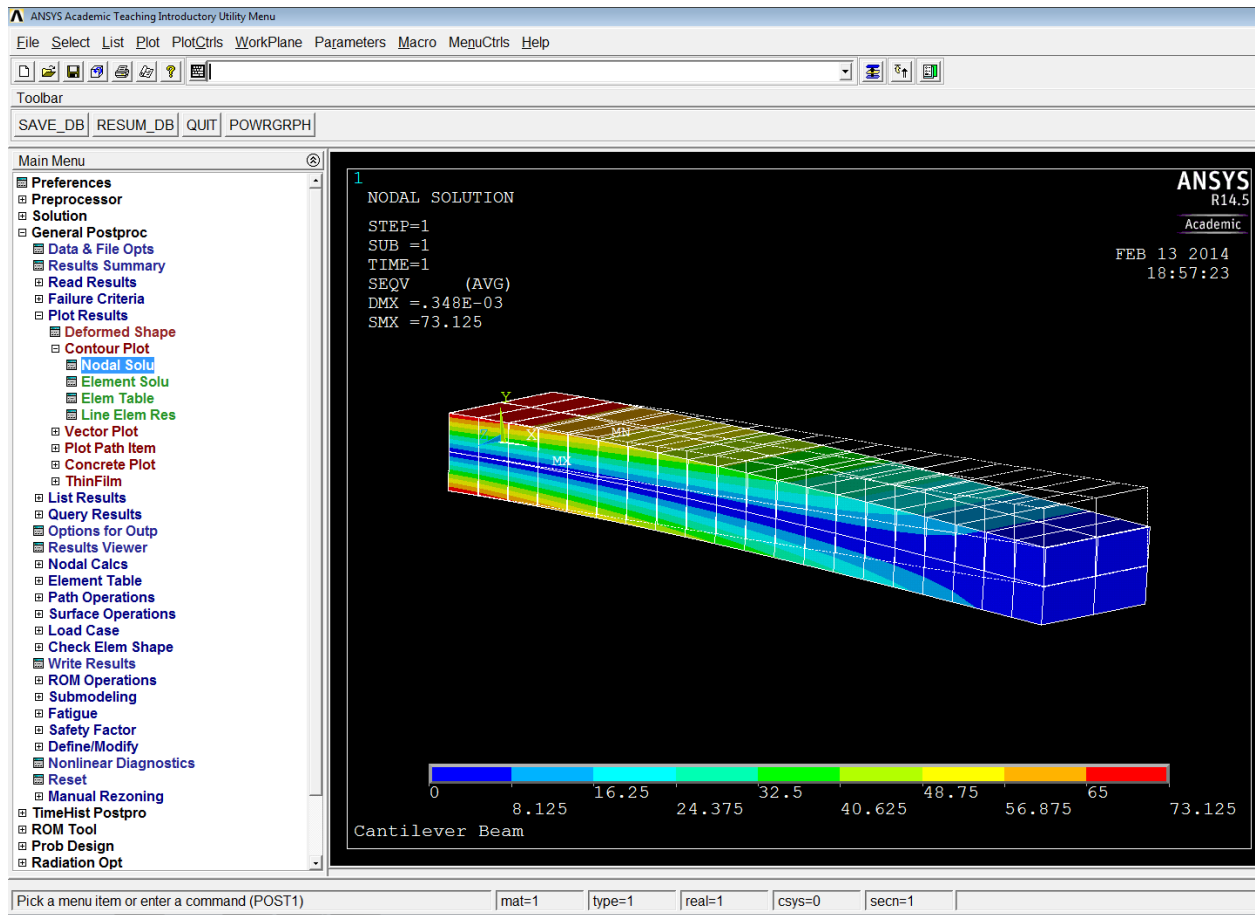 ANSYS Academic Teaching Introductory Utility Menu
File Select List Plot PlotCtrls WorkPlane Parameters Macro MenuCtrls Help
Toolbar
SAVE_DB RESUM_DB QUIT POWRGRPH
Main Menu
Preferences
Preprocessor
Solution
General Postproc
Data & File Opts
Results Summary
Read Results
Failure Criteria
Plot Results
Deformed Shape
Contour Plot
Nodal Solu
Element Solu
Elem Table
Line Elem Res
Vector Plot
Plot Path Item
Concrete Plot
ThinFilm
List Results
Query Results
Options for Outp
Results Viewer
Nodal Calcs
Element Table
Path Operations
Surface Operations
Load Case
Check Elem Shape
Write Results
ROM Operations
Submodeling
Fatigue
Safety Factor
Define/Modify
Nonlinear Diagnostics
Reset
Manual Rezoning
TimeHist Postpro
ROM Tool
Prob Design
Radiation Opt
1
NODAL SOLUTION
STEP=1
SUB =1
TIME=1
SEQV (AVG)
DMX =.348E-03
SMX =73.125
ANSYS
R14.5
Academic
FEB 13 2014
18:57:23
Y
X
MN
MX
0 16.25 32.5 48.75 65
8.125 24.375 40.625 56.875 73.125
Cantilever Beam
Pick a menu item or enter a command (POST1) mat=1 type=1 real=1 csys=0 secn=1